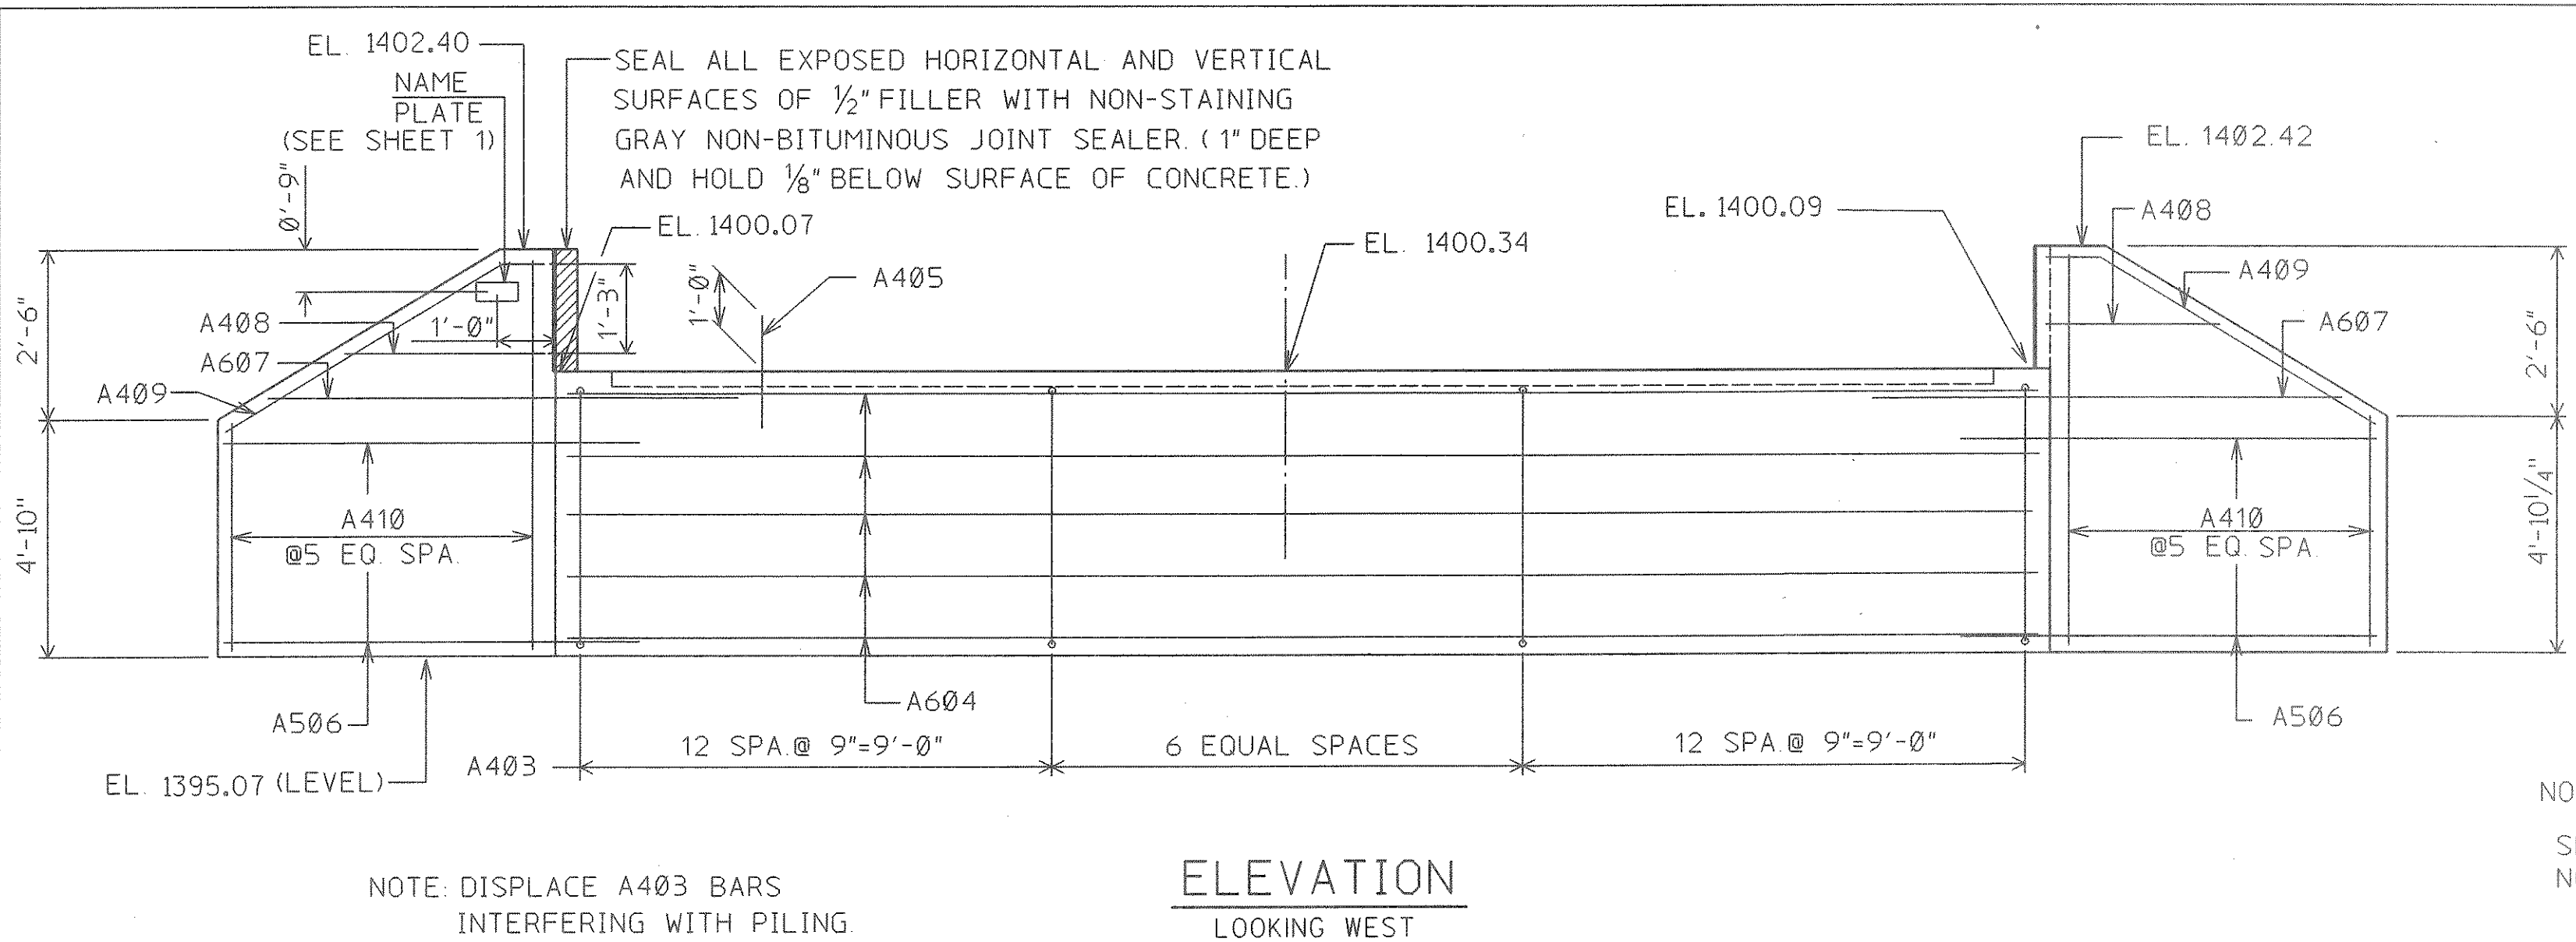 EL. 1402.40
NAME
PLATE
(SEE SHEET 1)
SEAL ALL EXPOSED HORIZONTAL AND VERTICAL
SURFACES OF ½" FILLER WITH NON-STAINING
GRAY NON-BITUMINOUS JOINT SEALER. (1" DEEP
AND HOLD ⅛" BELOW SURFACE OF CONCRETE.)
EL. 1402.42
0'-9"
EL. 1400.07
EL. 1400.34
EL. 1400.09
A408
A405
1'-0"
1'-3"
A409
2'-6"
A408
1'-0"
A607
A409
A607
2'-6"
4'-10"
A410
@5 EQ. SPA.
A410
@5 EQ. SPA.
4'-10¼"
A506
A604
A506
12 SPA.@ 9"=9'-0"
6 EQUAL SPACES
12 SPA.@ 9"=9'-0"
A403
EL. 1395.07 (LEVEL)
NOTE: DISPLACE A403 BARS
INTERFERING WITH PILING.
ELEVATION
LOOKING WEST
NO